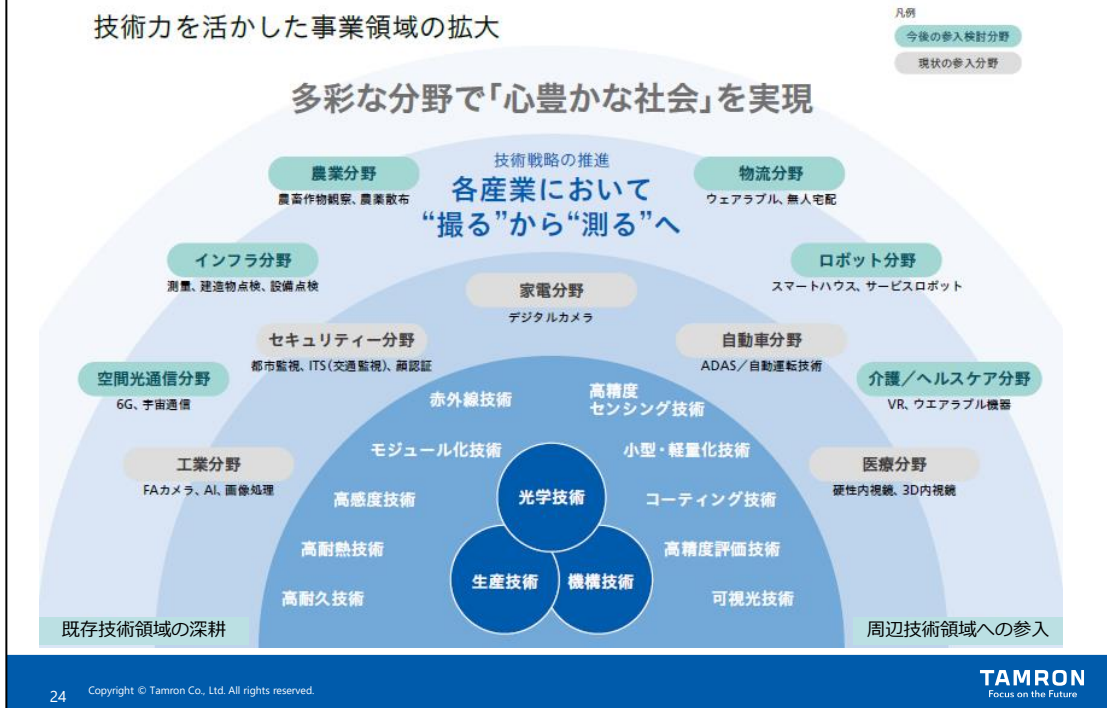 技術力を活かした事業領域の拡大
凡例
今後の参入検討分野
現状の参入分野
多彩な分野で「心豊かな社会」を実現
技術戦略の推進
各産業において
“撮る”から“測る”へ
農業分野
農畜作物観察、農薬散布
物流分野
ウェアラブル、無人宅配
インフラ分野
測量、建造物点検、設備点検
ロボット分野
スマートハウス、サービスロボット
家電分野
デジタルカメラ
セキュリティー分野
都市監視、ITS(交通監視)、顔認証
自動車分野
ADAS／自動運転技術
空間光通信分野
6G、宇宙通信
介護／ヘルスケア分野
VR、ウエアラブル機器
工業分野
FAカメラ、AI、画像処理
医療分野
硬性内視鏡、3D内視鏡
赤外線技術
高精度
センシング技術
モジュール化技術
小型・軽量化技術
高感度技術
コーティング技術
高耐熱技術
高精度評価技術
高耐久技術
可視光技術
光学技術
生産技術
機構技術
既存技術領域の深耕
周辺技術領域への参入
24
Copyright © Tamron Co., Ltd. All rights reserved.
TAMRON
Focus on the Future